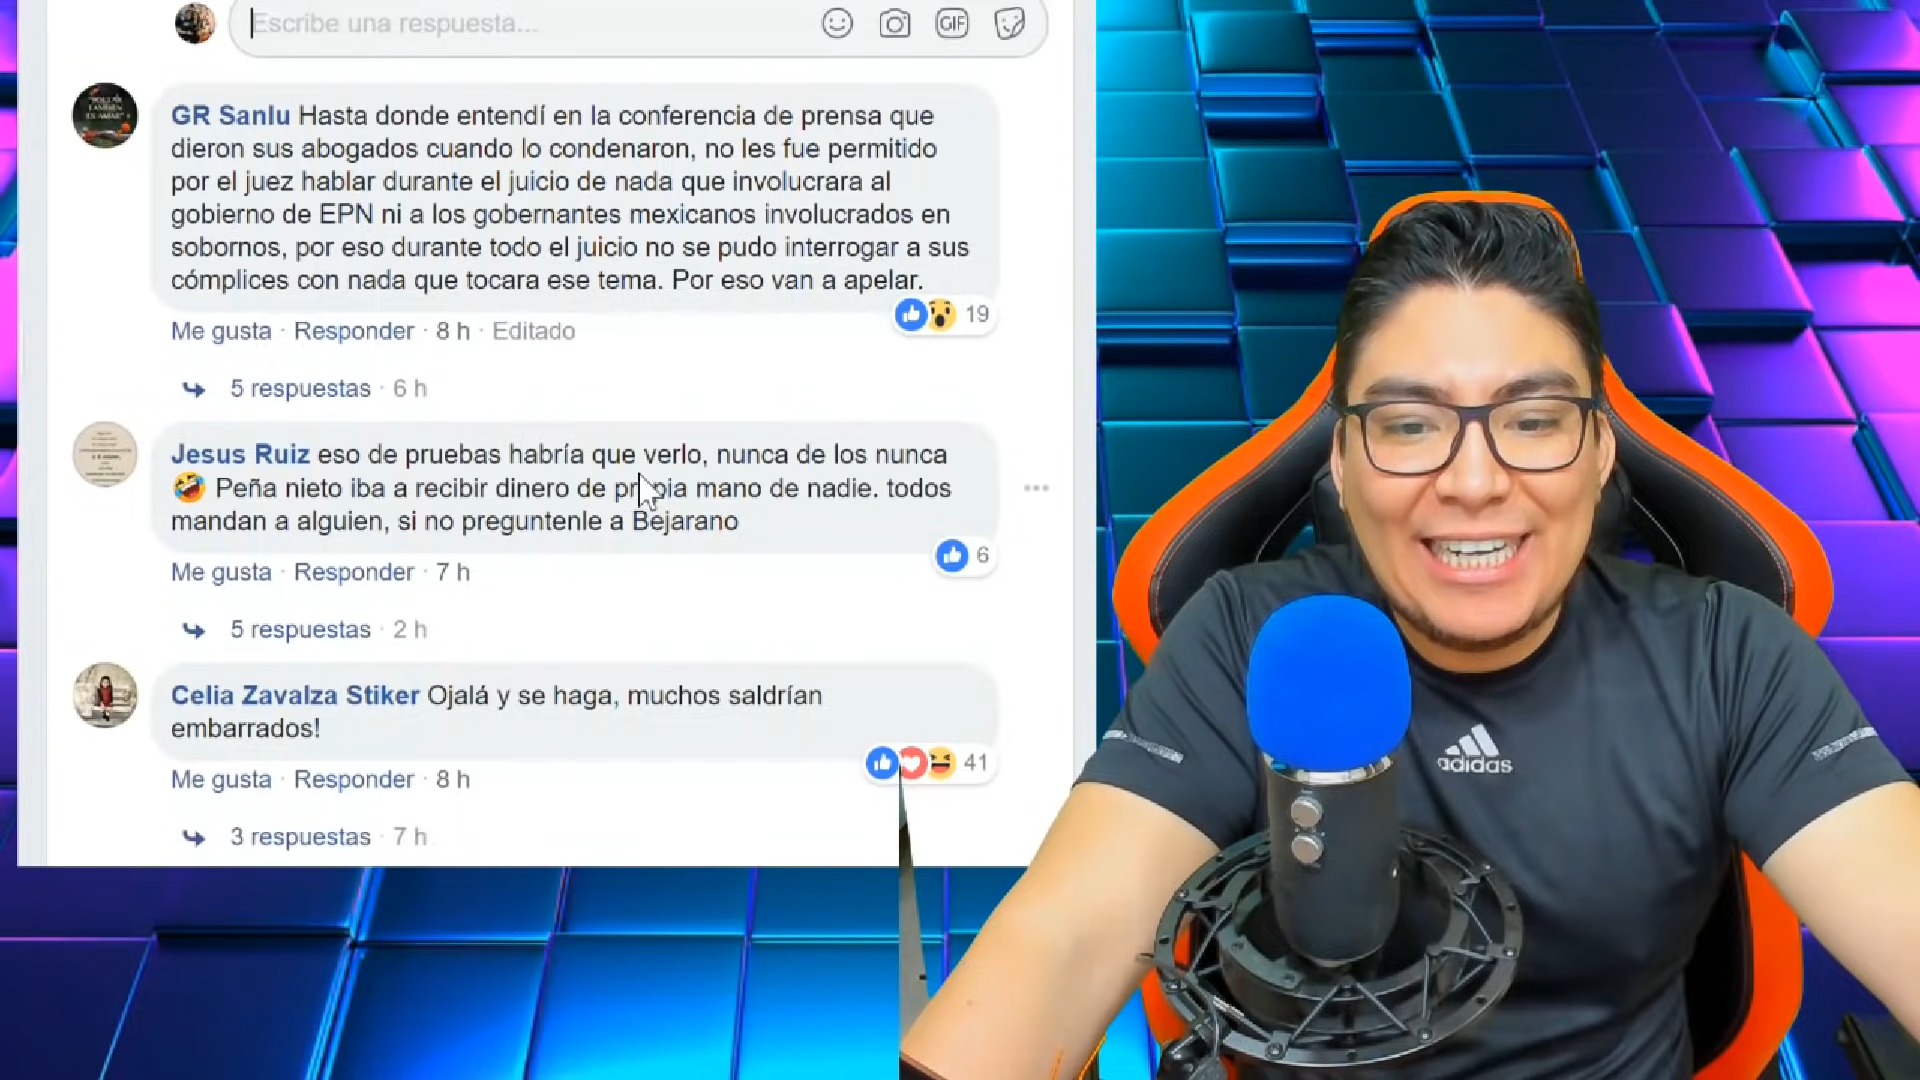 Escribe una respuesta...
GIF
GR Sanlu Hasta donde entendí en la conferencia de prensa que
dieron sus abogados cuando lo condenaron, no les fue permitido
por el juez hablar durante el juicio de nada que involucrara al
gobierno de EPN ni a los gobernantes mexicanos involucrados en
sobornos, por eso durante todo el juicio no se pudo interrogar a sus
cómplices con nada que tocara ese tema. Por eso van a apelar.
19
Me gusta · Responder · 8 h · Editado
5 respuestas · 6 h
Jesus Ruiz eso de pruebas habría que verlo, nunca de los nunca
🤣 Peña nieto iba a recibir dinero de propia mano de nadie. todos
mandan a alguien, si no preguntenle a Bejarano
6
Me gusta · Responder · 7 h
5 respuestas · 2 h
Celia Zavalza Stiker Ojalá y se haga, muchos saldrían
embarrados!
41
Me gusta · Responder · 8 h
3 respuestas · 7 h
adidas